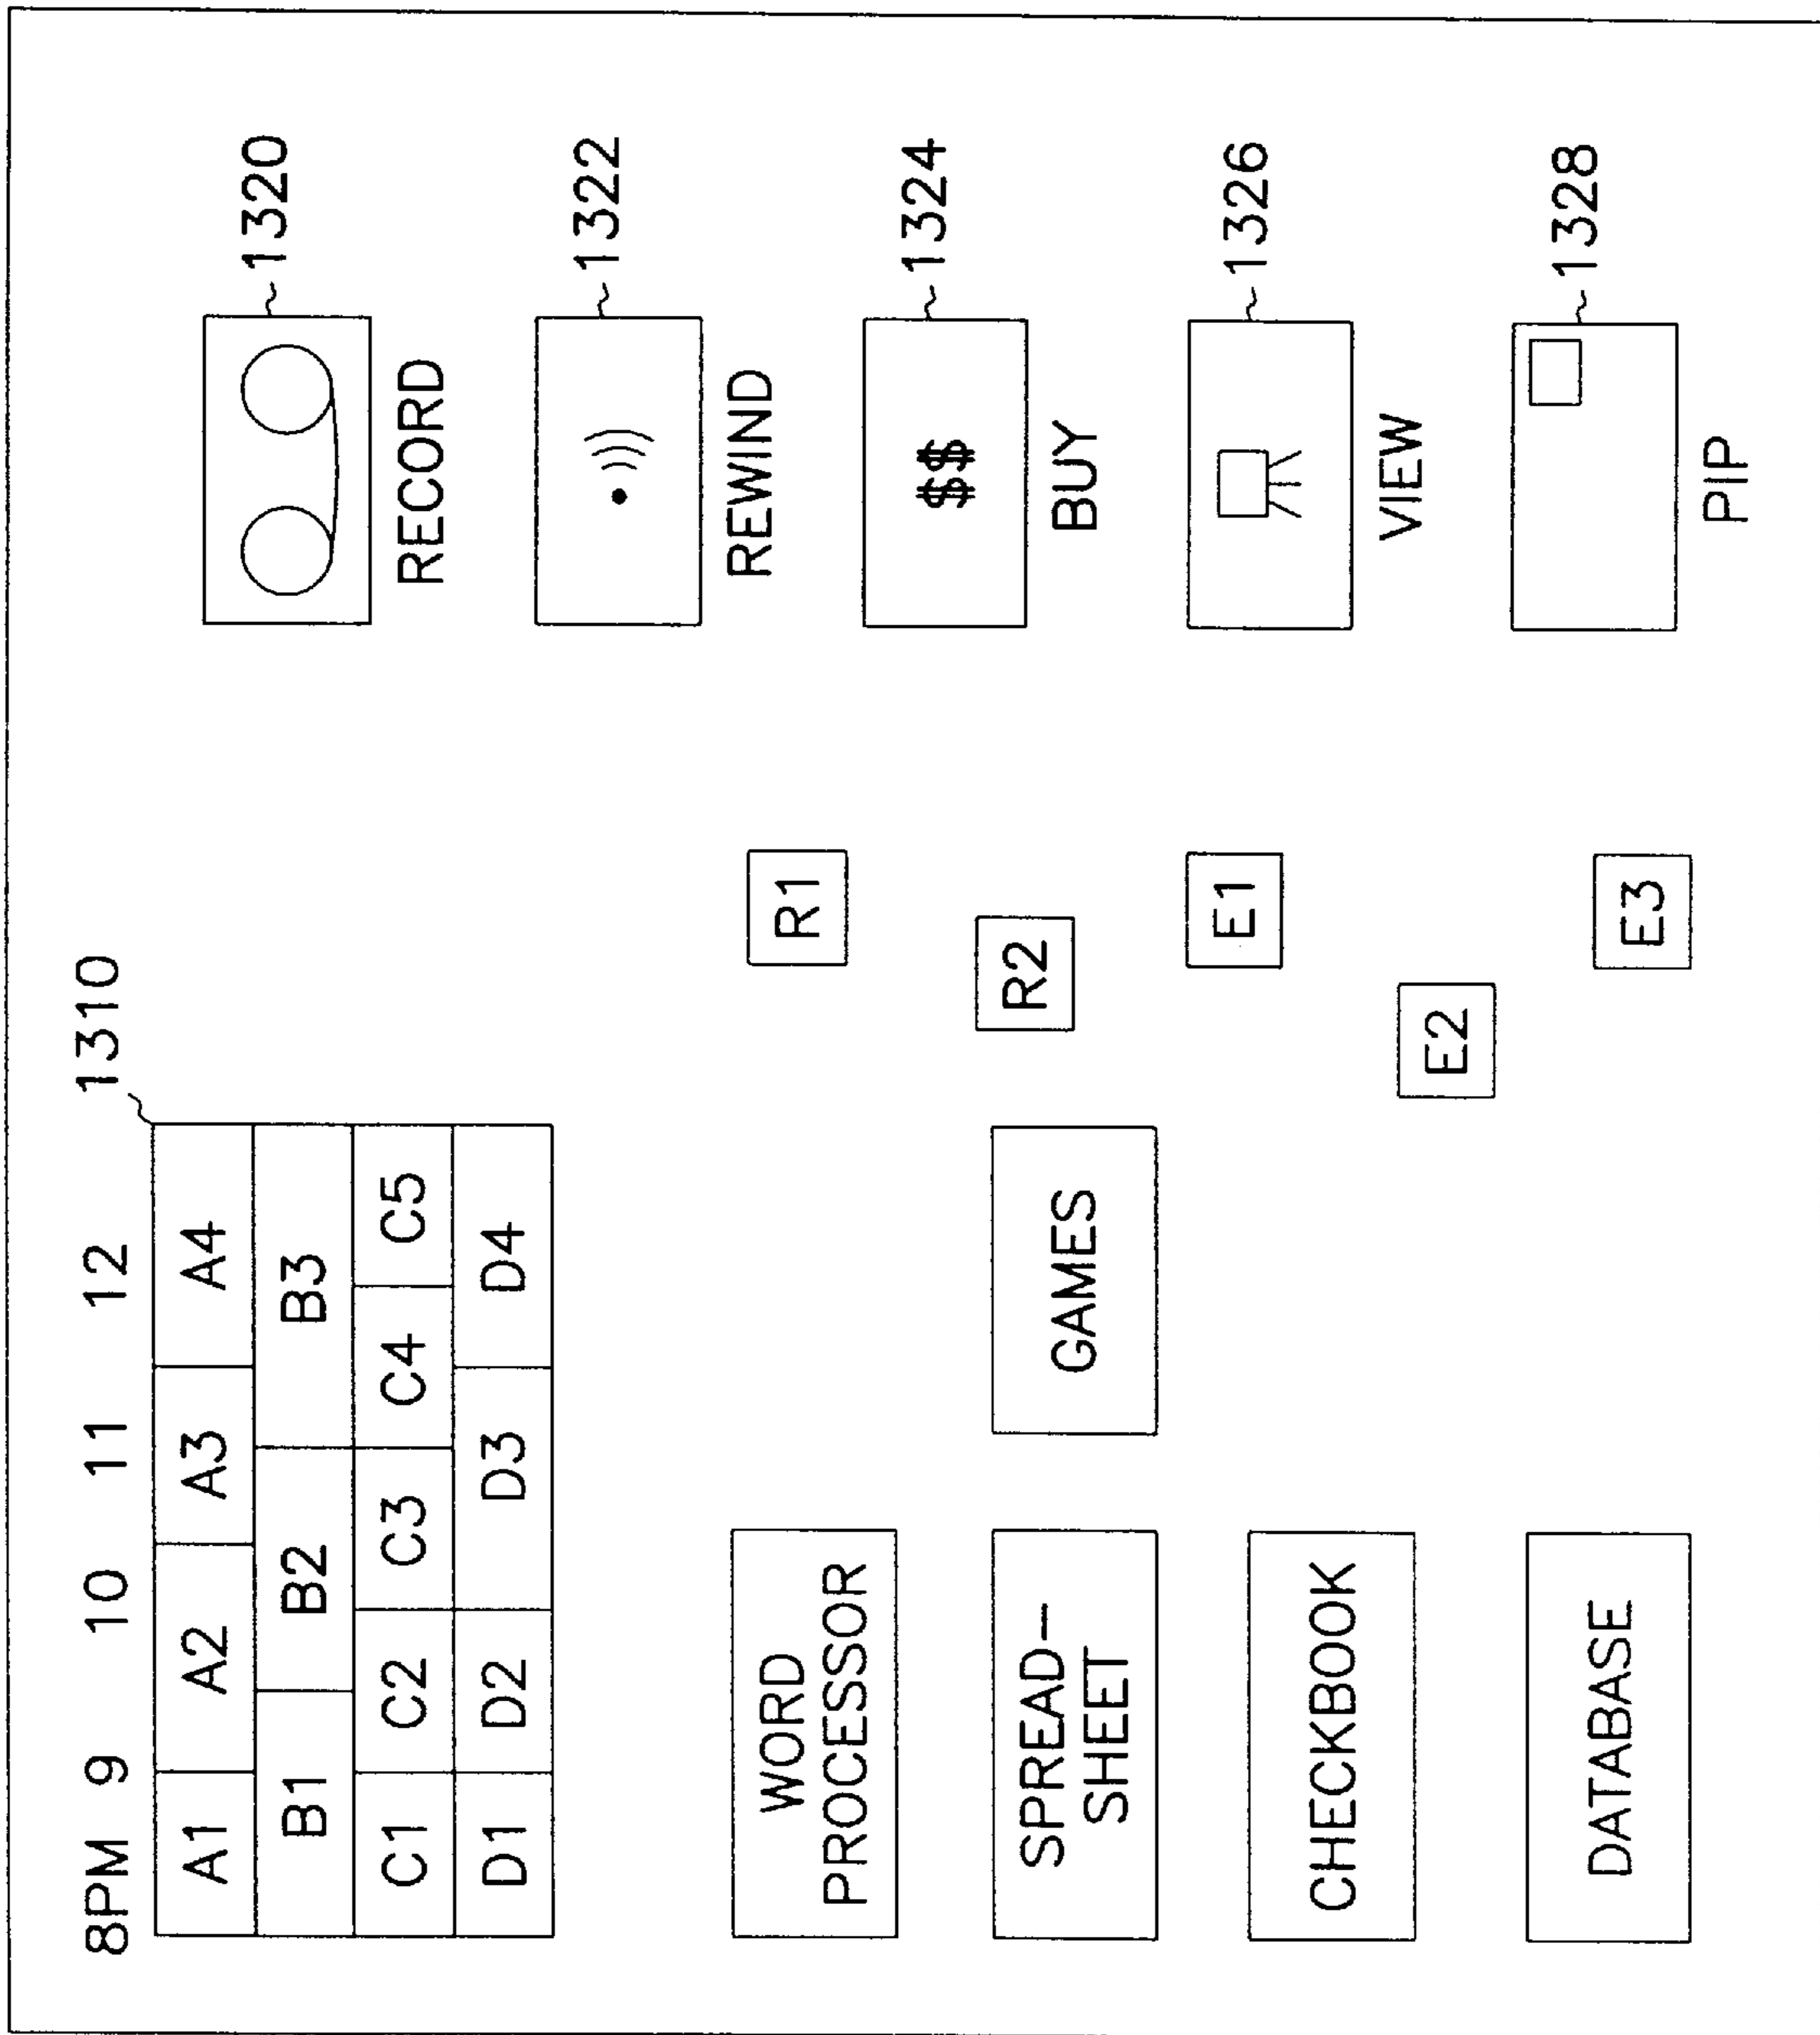 1310
8PM 9 10 11 12
A1 A2 A3 A4
B1 B2 B3
C1 C2 C3 C4 C5
D1 D2 D3 D4
1320
RECORD
1322
REWIND
$$
1324
BUY
1326
VIEW
1328
PIP
WORD
PROCESSOR
SPREAD-
SHEET
CHECKBOOK
DATABASE
GAMES
R1
R2
E1
E2
E3